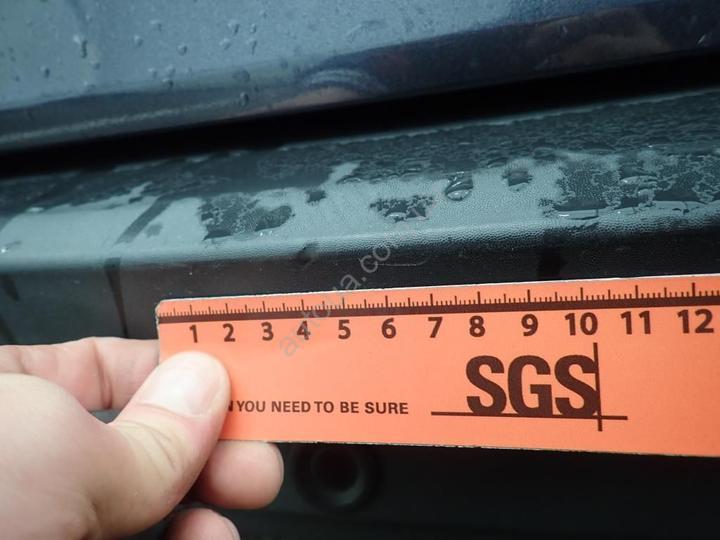 1 2 3 4 5 6 7 8 9 10 11 12
SGS
YOU NEED TO BE SURE